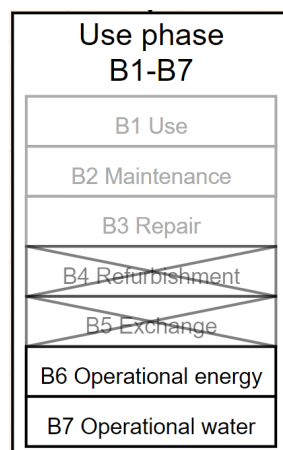 Use phase
B1-B7
B1 Use
B2 Maintenance
B3 Repair
B4 Refurbishment
B5 Exchange
B6 Operational energy
B7 Operational water